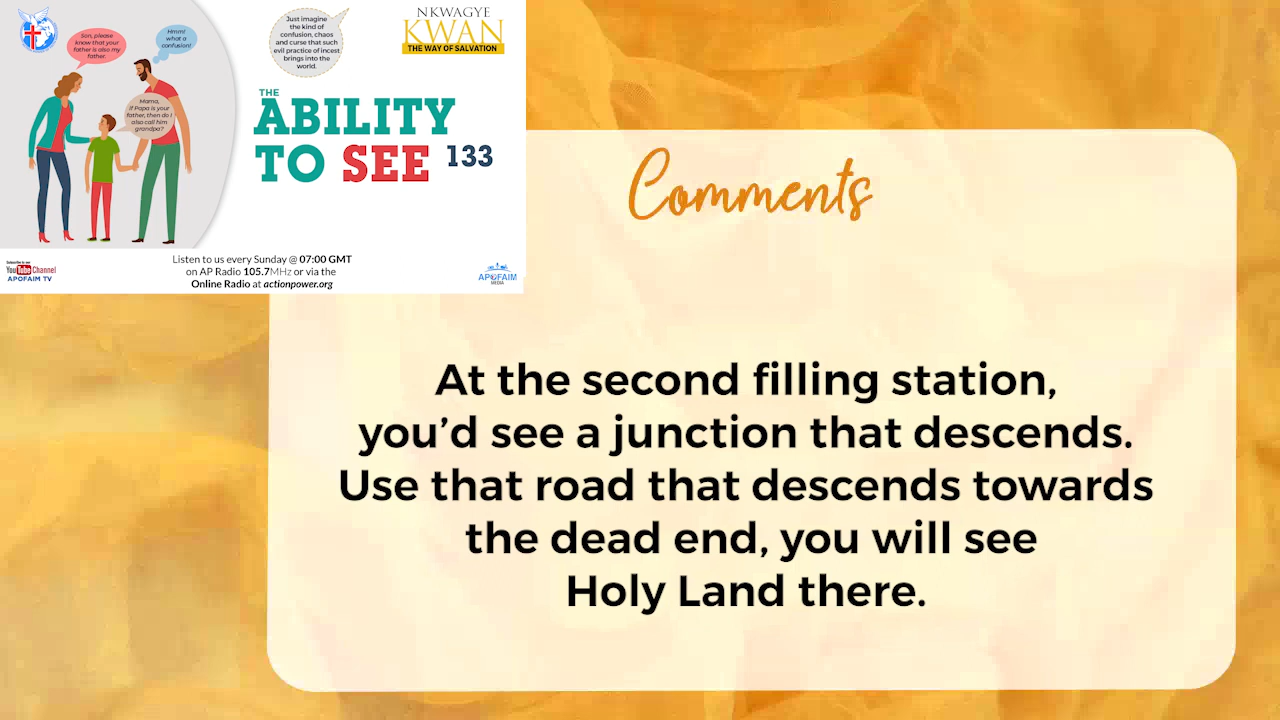 Son, please
know that your
father is also my
father.
Hmm!
what a
confusion!
Mama,
if Papa is your
father, then do I
also call him
grandpa?
Just imagine
the kind of
confusion, chaos
and curse that such
evil practice of incest
brings into the
world.
NKWAGYE
KWAN
THE WAY OF SALVATION
THE
ABILITY
TO SEE 133
Subscribe to our
YouTube Channel
APOFAIM TV
Listen to us every Sunday @ 07:00 GMT
on AP Radio 105.7MHz or via the
Online Radio at actionpower.org
APOFAIM
MEDIA
Comments
At the second filling station,
you’d see a junction that descends.
Use that road that descends towards
the dead end, you will see
Holy Land there.